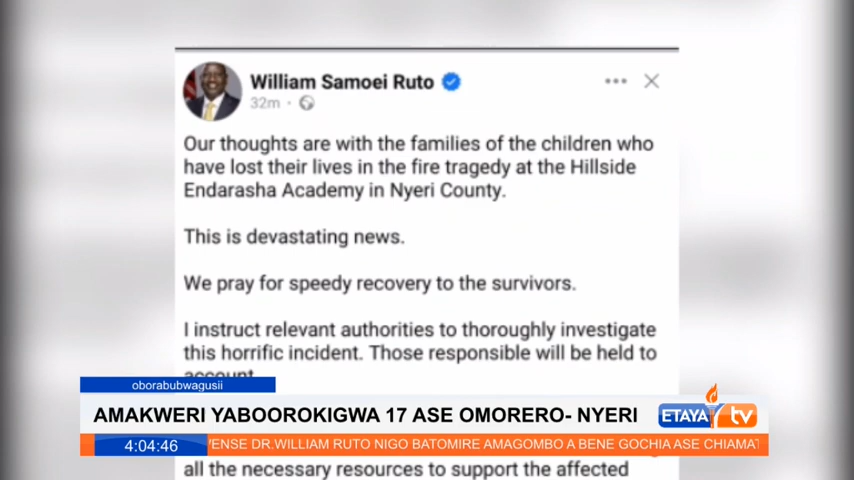 William Samoei Ruto
32m
Our thoughts are with the families of the children who
have lost their lives in the fire tragedy at the Hillside
Endarasha Academy in Nyeri County.
This is devastating news.
We pray for speedy recovery to the survivors.
I instruct relevant authorities to thoroughly investigate
this horrific incident. Those responsible will be held to
account.
oborabubwagusii
AMAKWERI YABOOROKIGWA 17 ASE OMORERO- NYERI
ETAYA tv
4:04:46
VENSE DR.WILLIAM RUTO NIGO BATOMIRE AMAGOMBO A BENE GOCHIA ASE CHIAMAT
all the necessary resources to support the affected